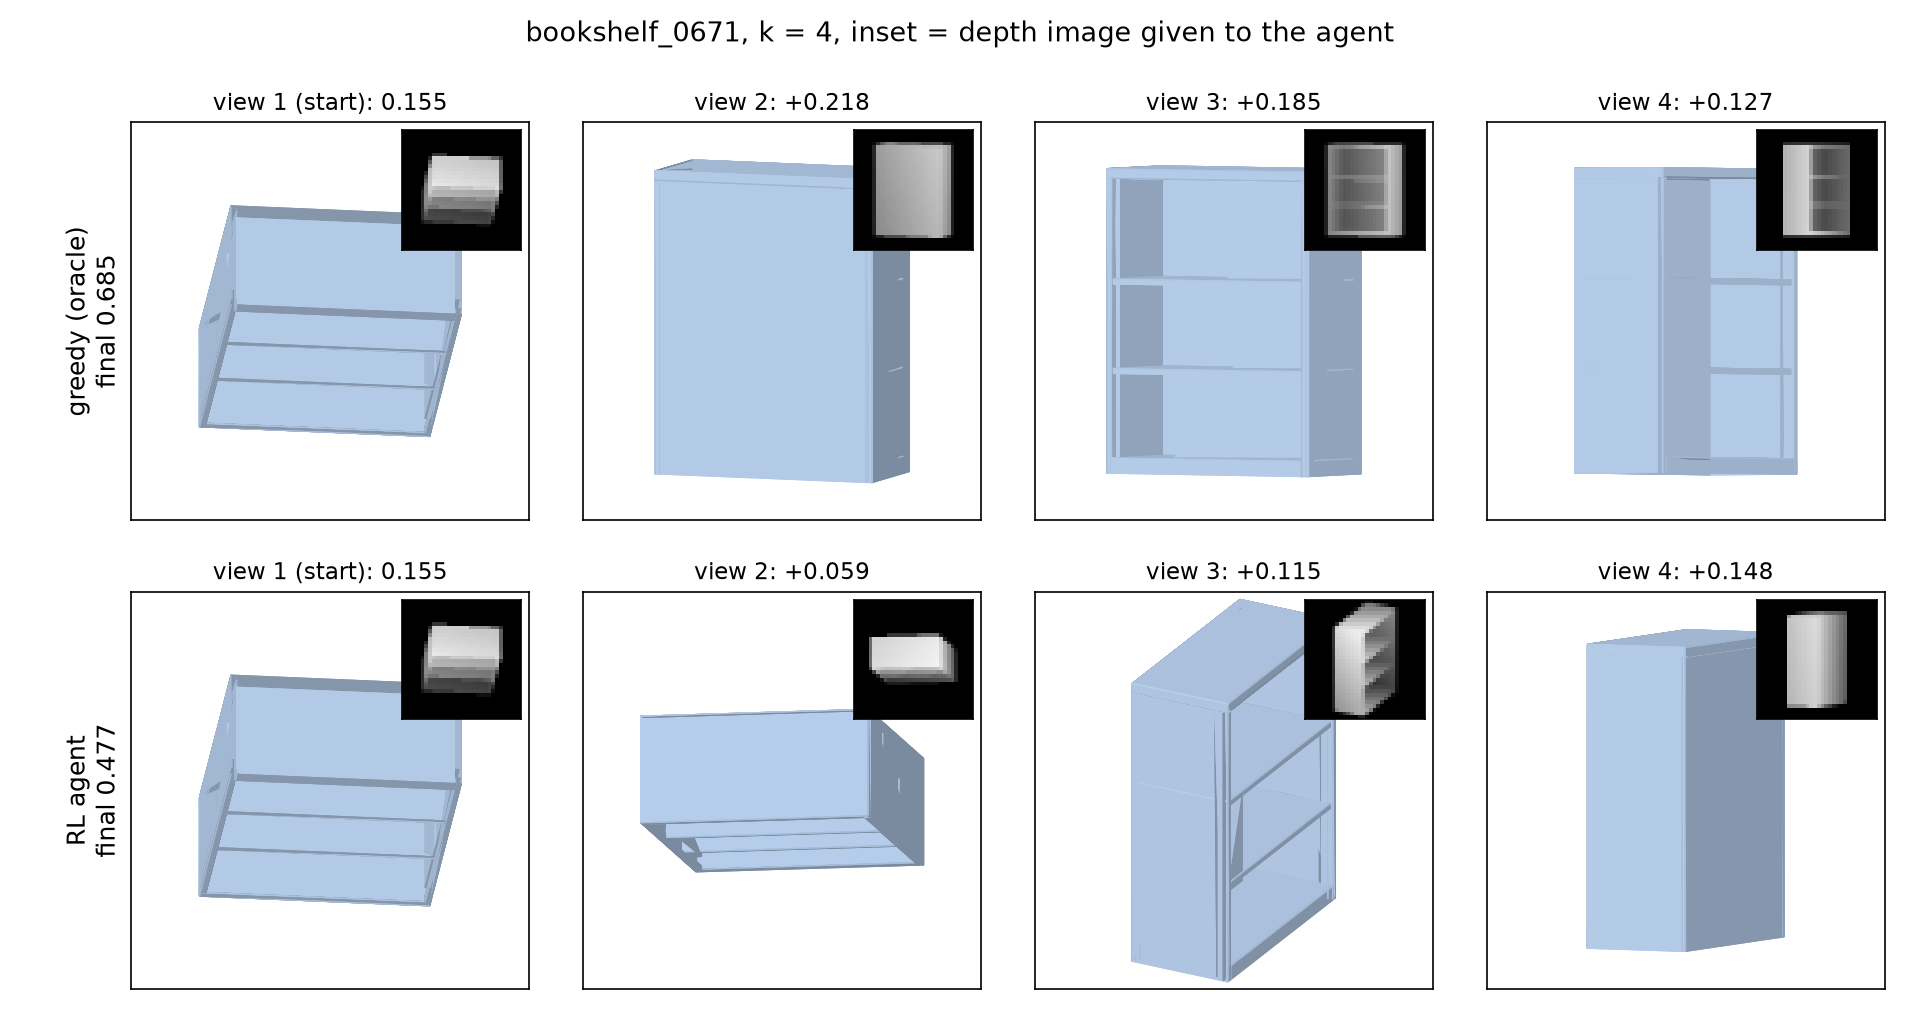 bookshelf_0671, k = 4, inset = depth image given to the agent
greedy (oracle)
final 0.685
view 1 (start): 0.155
view 2: +0.218
view 3: +0.185
view 4: +0.127
RL agent
final 0.477
view 1 (start): 0.155
view 2: +0.059
view 3: +0.115
view 4: +0.148